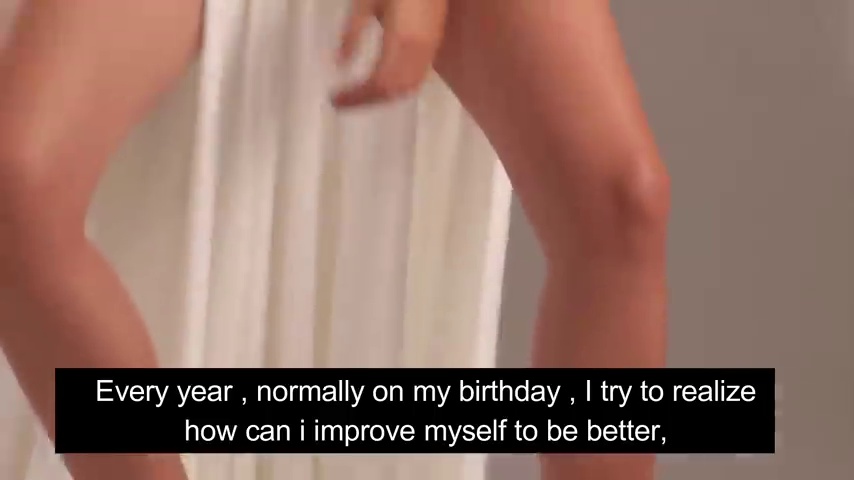 Every year , normally on my birthday , I try to realize
how can i improve myself to be better,